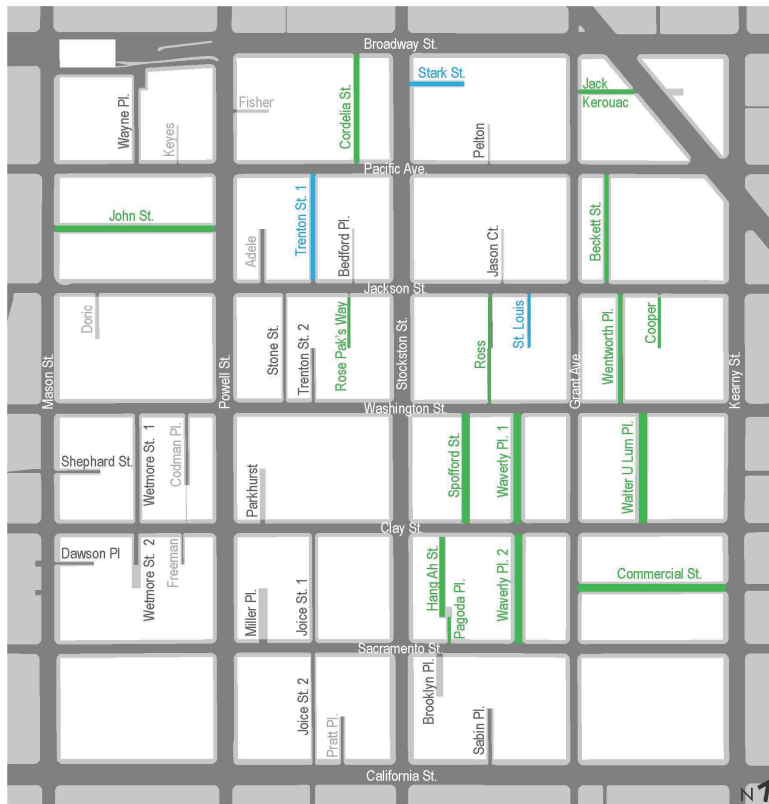 Broadway St.
Stark St.
Jack
Kerouac
Fisher
Wayne Pl.
Keyes
Cordelia St.
Pelton
Pacific Ave.
John St.
Adele
Trenton St. 1
Bedford Pl.
Jason Ct.
Beckett St.
Jackson St.
Doric
Stone St.
Trenton St. 2
Rose Pak's Way
Ross
St. Louis
Wentworth Pl.
Cooper
Mason St.
Powell St.
Stockston St.
Grant Ave.
Kearny St.
Washington St.
Shephard St.
Wetmore St. 1
Codman Pl.
Parkhurst
Spofford St.
Waverly Pl. 1
Walter U Lum Pl.
Clay St.
Dawson Pl
Wetmore St. 2
Freeman
Miller Pl.
Joice St. 1
Hang Ah St.
Pagoda Pl.
Waverly Pl. 2
Commercial St.
Sacramento St.
Joice St. 2
Pratt Pl.
Brooklyn Pl.
Sabin Pl.
California St.
N